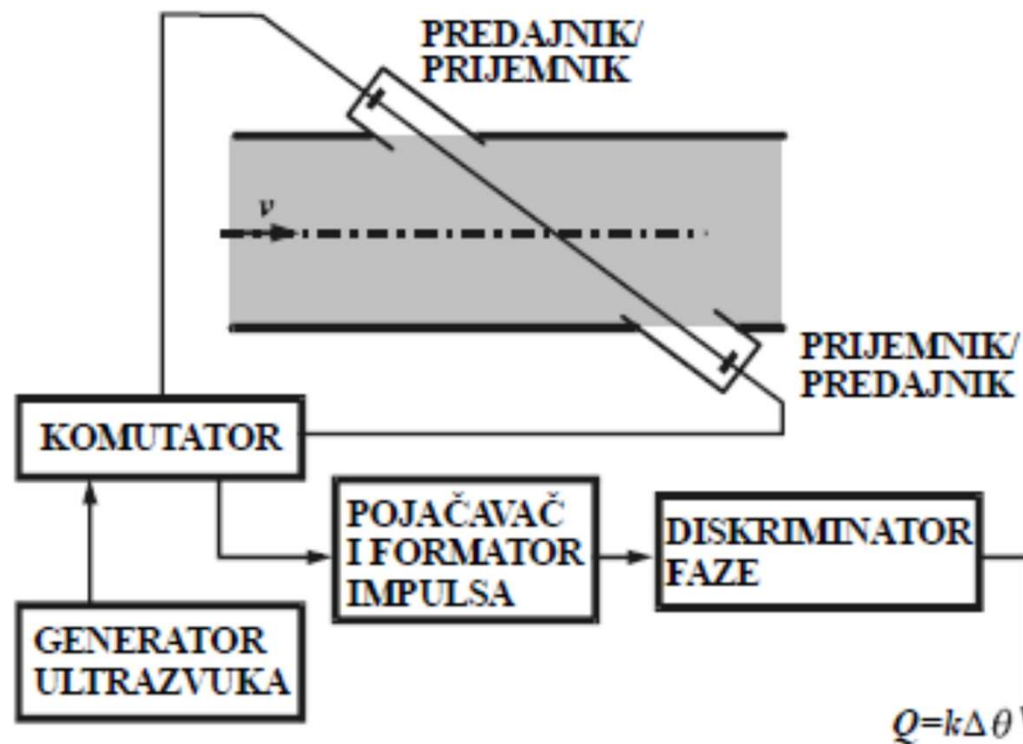 PREDAJNIK/
PRIJEMNIK
v
PRIJEMNIK/
PREDAJNIK
KOMUTATOR
POJAČAVAČ
I FORMATOR
IMPULSA
DISKRIMINATOR
FAZE
GENERATOR
ULTRAZVUKA
Q=kΔθ